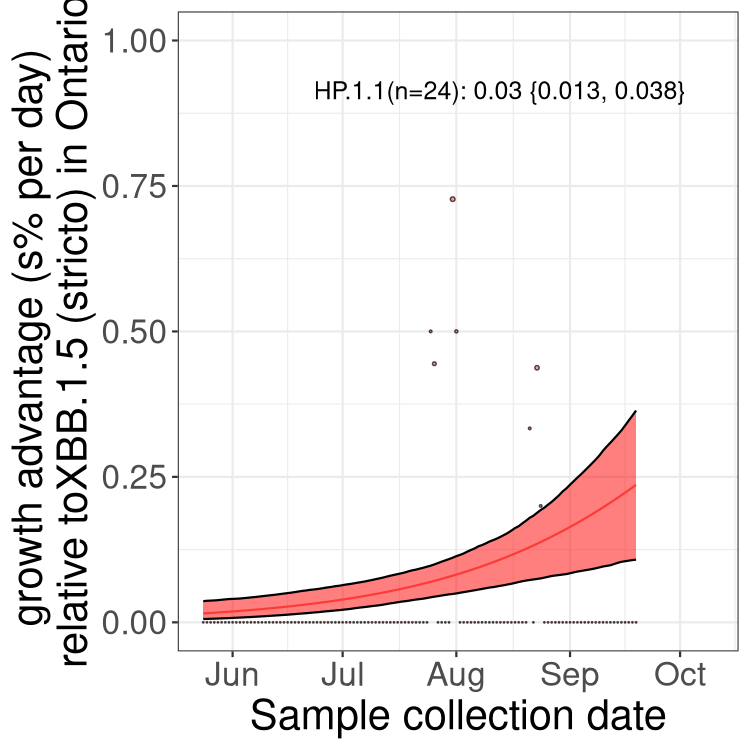 growth advantage (s% per day)
relative toXBB.1.5 (stricto) in Ontario
1.00
0.75
0.50
0.25
0.00
HP.1.1(n=24): 0.03 {0.013, 0.038}
Jun Jul Aug Sep Oct
Sample collection date